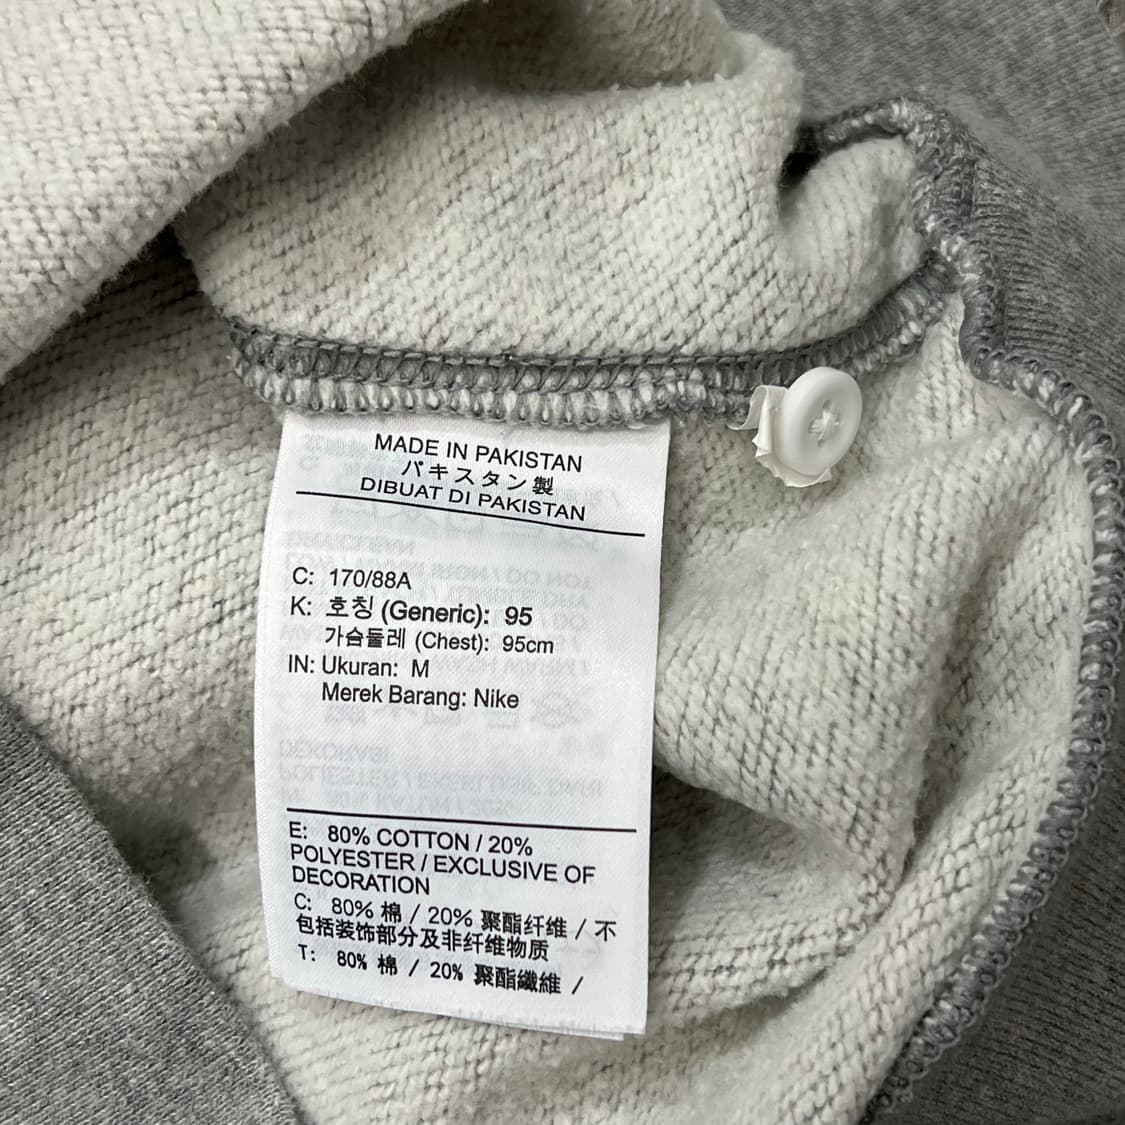 MADE IN PAKISTAN
パキスタン製
DIBUAT DI PAKISTAN
C: 170/88A
K: 호칭 (Generic): 95
가슴둘레 (Chest): 95cm
IN: Ukuran: M
Merek Barang: Nike
E: 80% COTTON / 20%
POLYESTER / EXCLUSIVE OF
DECORATION
C: 80% 棉 / 20% 聚酯纤维 / 不
包括装饰部分及非纤维物质
T: 80% 棉 / 20% 聚酯纖維 /